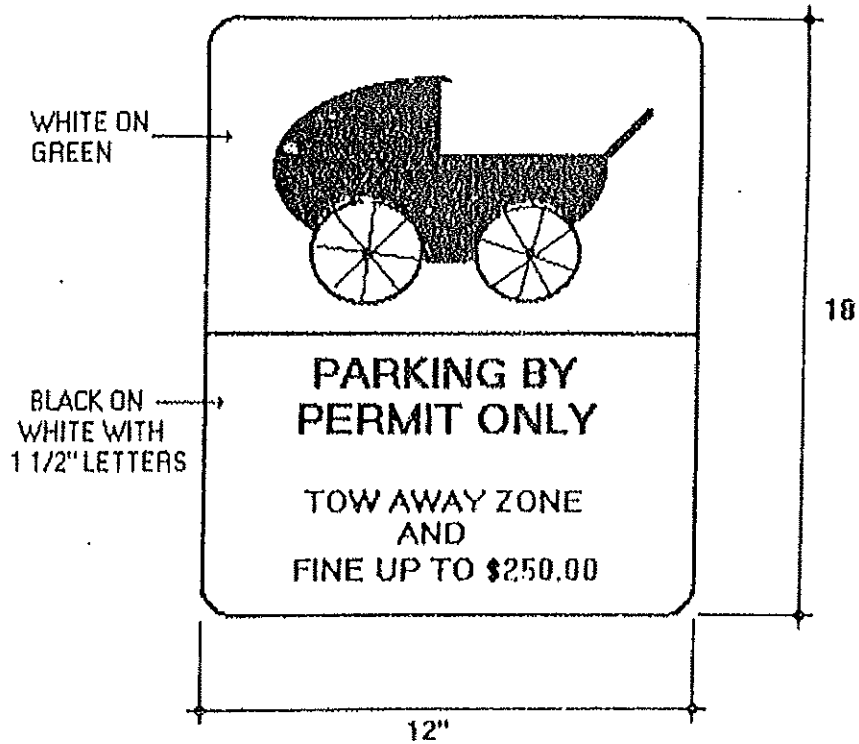 WHITE ON
GREEN
18
PARKING BY
PERMIT ONLY
BLACK ON
WHITE WITH
1 1/2" LETTERS
TOW AWAY ZONE
AND
FINE UP TO $250.00
12"